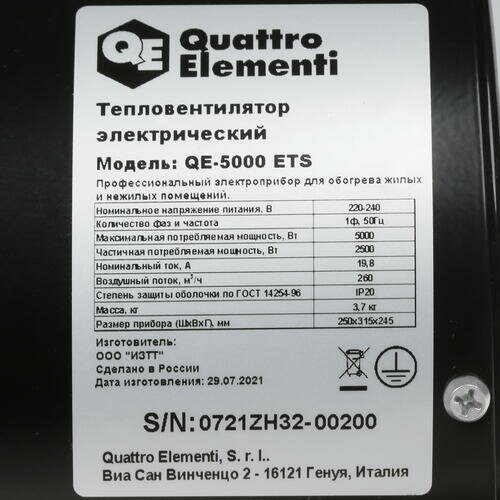 QE Quattro
Elementi
Тепловентилятор
электрический
Модель: QE-5000 ETS
Профессиональный электроприбор для обогрева жилых
и нежилых помещений.
Номинальное напряжение питания, В 220-240
Количество фаз и частота 1ф, 50Гц
Максимальная потребляемая мощность, Вт 5000
Частичная потребляемая мощность, Вт 2500
Номинальный ток, А 19,8
Воздушный поток, м³/ч 260
Степень защиты оболочки по ГОСТ 14254-96 IP20
Масса, кг 3,7 кг
Размер прибора (ШхВхГ), мм 250х315х245
Изготовитель:
ООО "ИЗТТ"
Сделано в России
Дата изготовления: 29.07.2021
S/N: 0721ZH32-00200
Quattro Elementi, S. r. l..
Виа Сан Винченцо 2 - 16121 Генуя, Италия